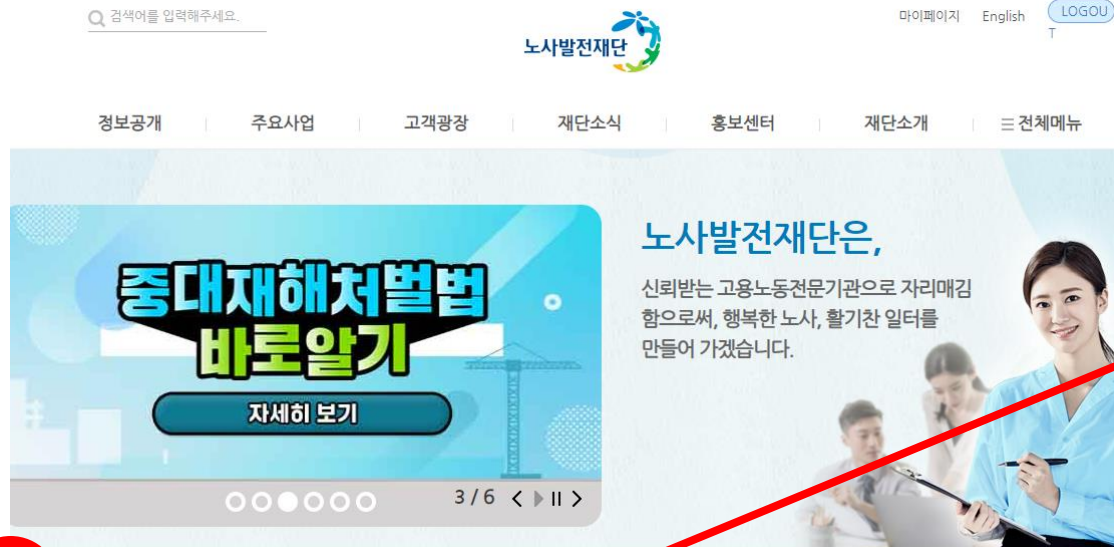 검색어를 입력해주세요.
노사발전재단
마이페이지 English LOGOU
T
정보공개 주요사업 고객광장 재단소식 홍보센터 재단소개 전체메뉴
중대재해처벌법
바로알기
자세히 보기
3 / 6
노사발전재단은,
신뢰받는 고용노동전문기관으로 자리매김
함으로써, 행복한 노사, 활기찬 일터를
만들어 가겠습니다.